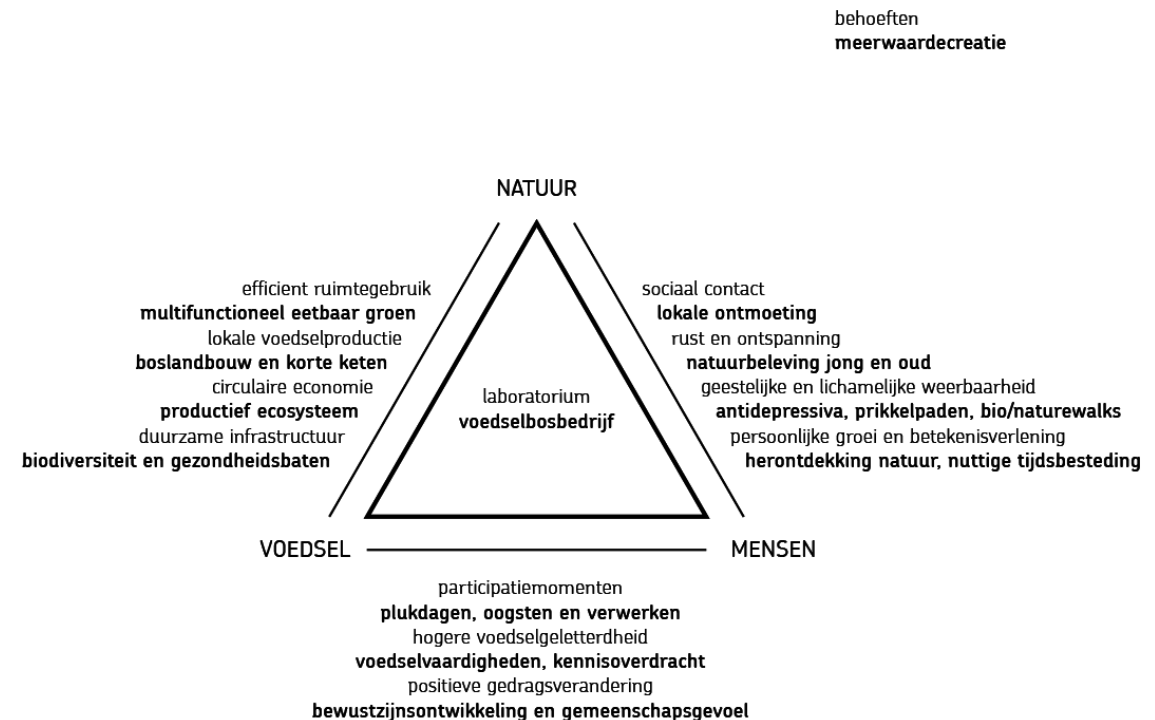 behoeften
meerwaardecreatie
NATUUR
efficient ruimtegebruik
multifunctioneel eetbaar groen
lokale voedselproductie
boslandbouw en korte keten
circulaire economie
productief ecosysteem
duurzame infrastructuur
biodiversiteit en gezondheidsbaten
laboratorium
voedselbosbedrijf
sociaal contact
lokale ontmoeting
rust en ontspanning
natuurbeleving jong en oud
geestelijke en lichamelijke weerbaarheid
antidepressiva, prikkelpaden, bio/naturewalks
persoonlijke groei en betekenisverlening
herontdekking natuur, nuttige tijdsbesteding
VOEDSEL
MENSEN
participatiemomenten
plukdagen, oogsten en verwerken
hogere voedselgeletterdheid
voedselvaardigheden, kennisoverdracht
positieve gedragsverandering
bewustzijnsontwikkeling en gemeenschapsgevoel